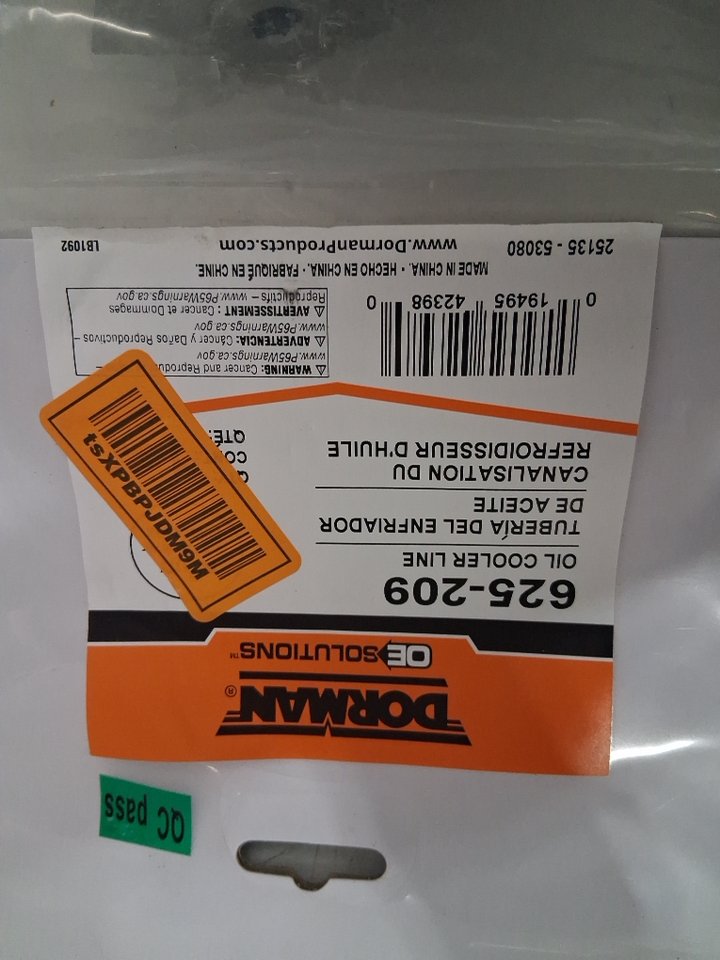 DORMAN®
OE SOLUTIONS™
625-209
OIL COOLER LINE
TUBERÍA DEL ENFRIADOR
DE ACEITE
CANALISATION DU
REFROIDISSEUR D'HUILE
QTÉ:
tsXPBPJDM9M
0 19495 42398 0
WARNING: Cancer and Reproduc
www.P65Warnings.ca.gov
ADVERTENCIA: Cáncer y Daños Reproductivos –
www.P65Warnings.ca.gov
AVERTISSEMENT : Cancer et Dommages
Reproductifs – www.P65Warnings.ca.gov
MADE IN CHINA. • HECHO EN CHINA. • FABRIQUÉ EN CHINE.
25135 - 53080
www.DormanProducts.com
LB1092
QC pass